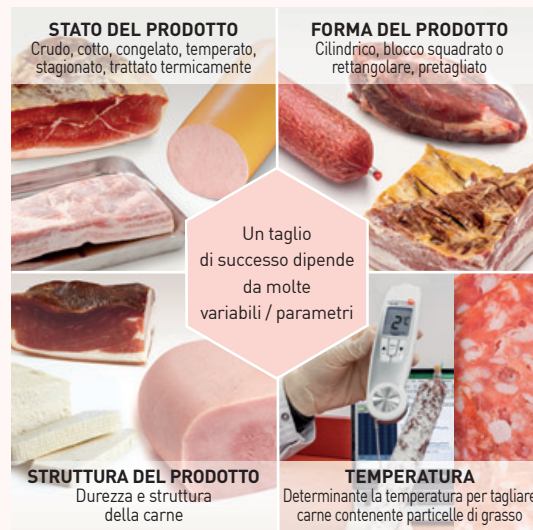 STATO DEL PRODOTTO
Crudo, cotto, congelato, temperato,
stagionato, trattato termicamente
FORMA DEL PRODOTTO
Cilindrico, blocco squadrato o
rettangolare, pretagliato
Un taglio
di successo dipende
da molte
variabili / parametri
2°C
STRUTTURA DEL PRODOTTO
Durezza e struttura
della carne
TEMPERATURA
Determinante la temperatura per tagliare
carne contenente particelle di grasso